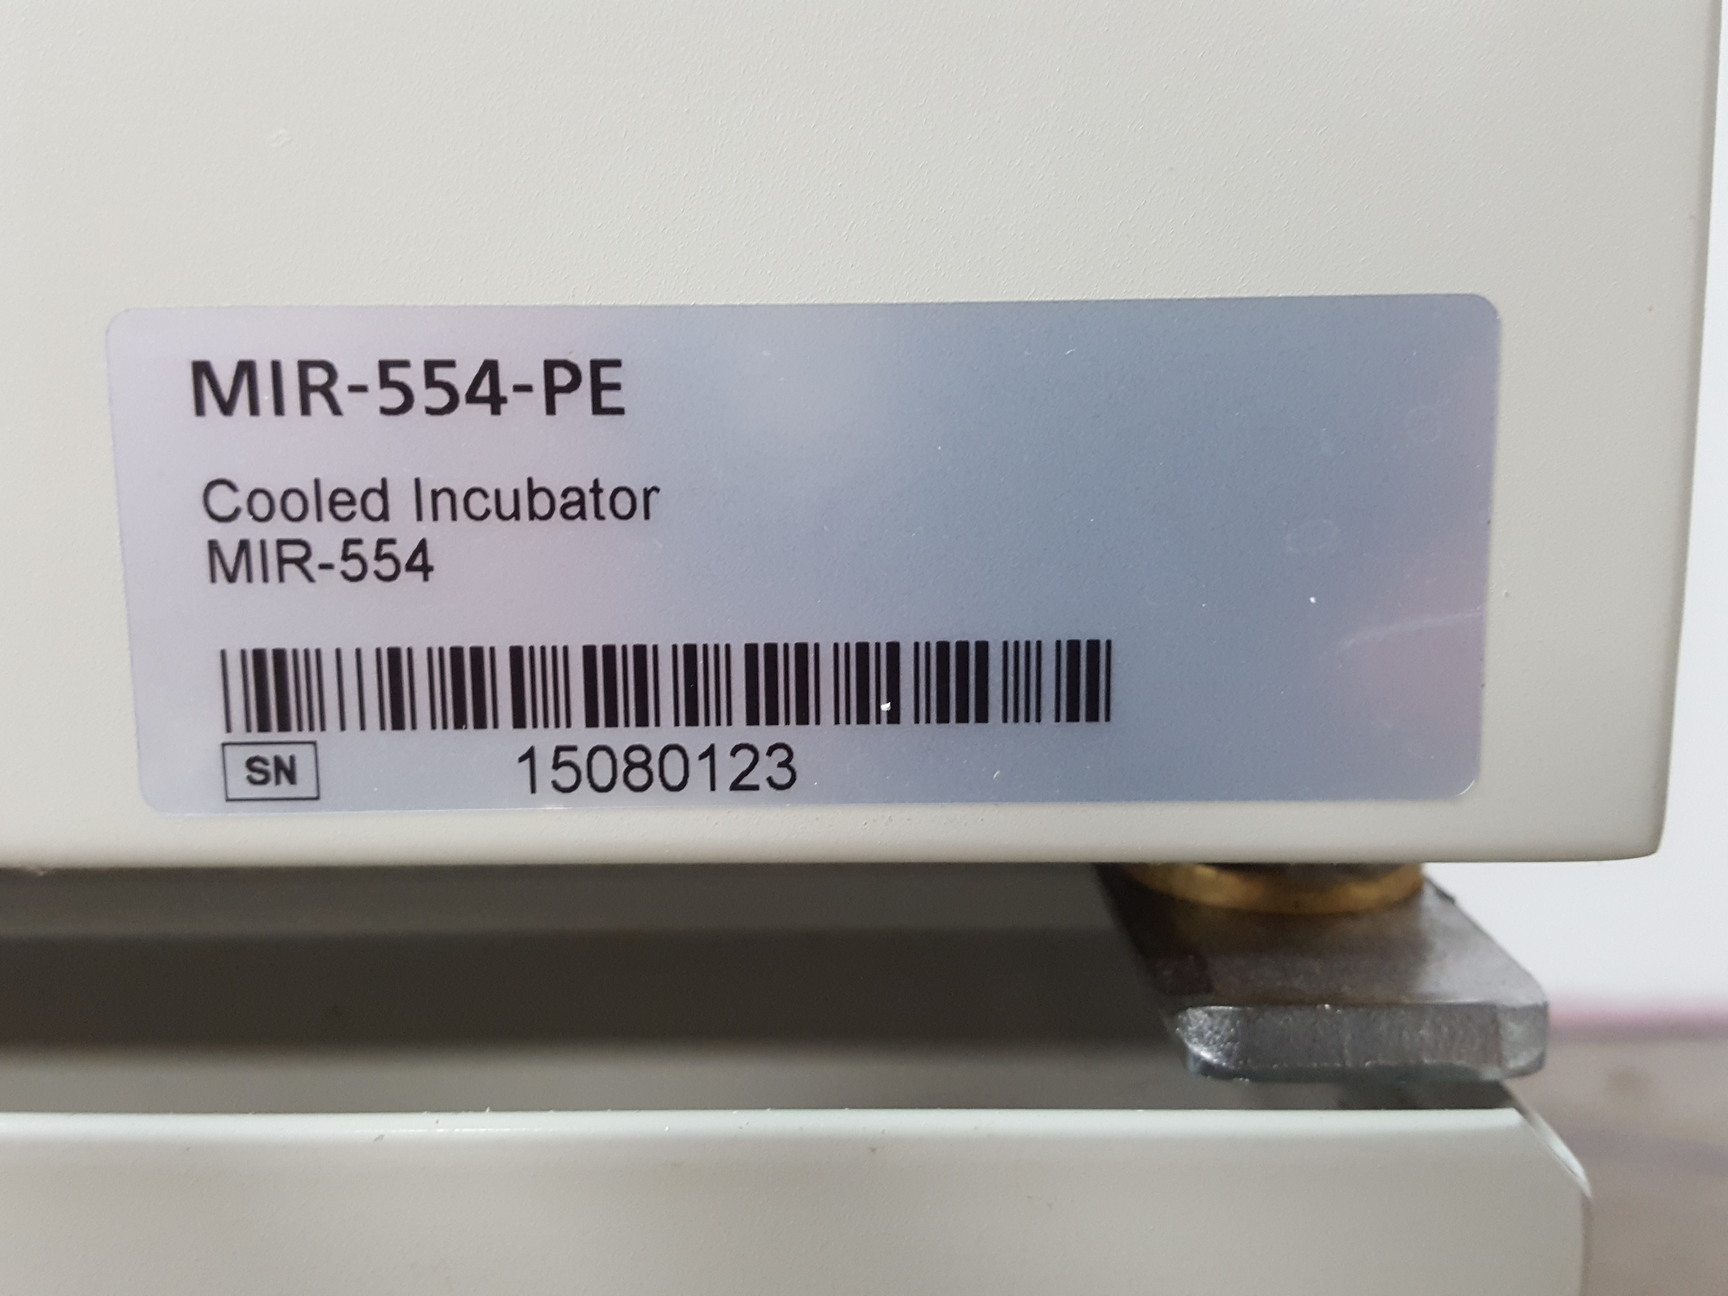 MIR-554-PE
Cooled Incubator
MIR-554
SN 15080123